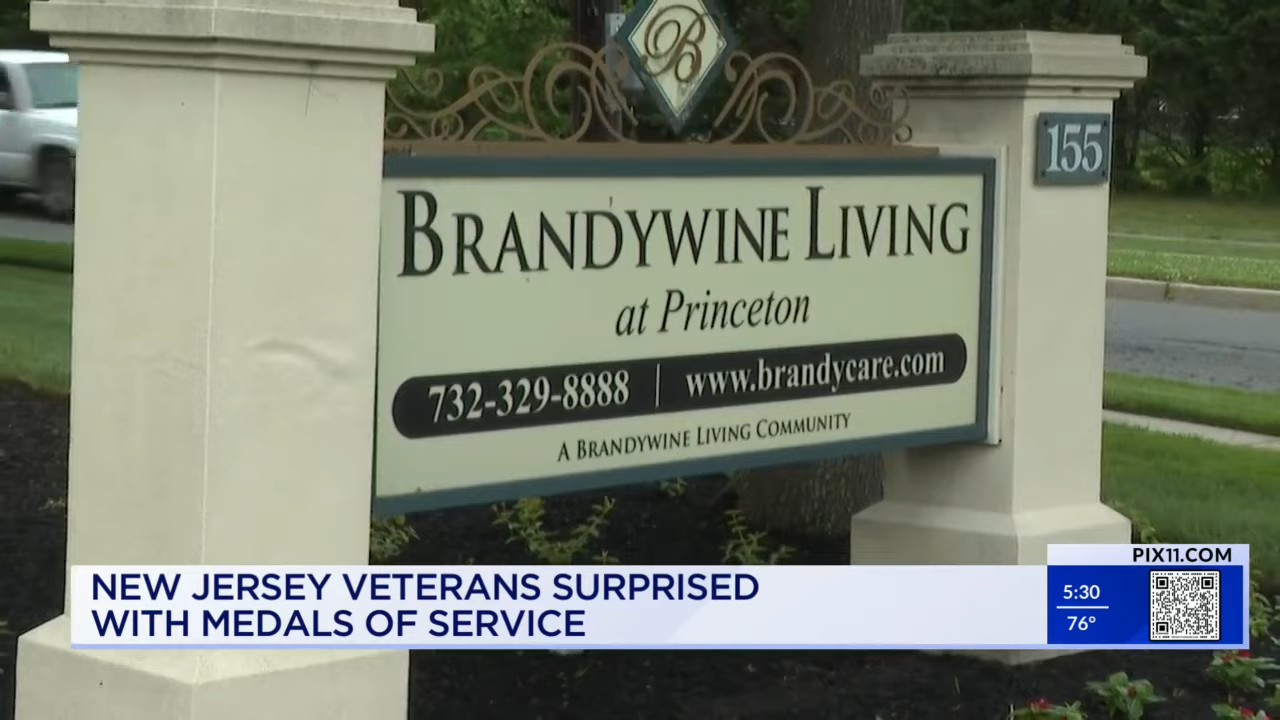 B
155
BRANDYWINE LIVING
at Princeton
732-329-8888 | www.brandycare.com
A BRANDYWINE LIVING COMMUNITY
PIX11.COM
NEW JERSEY VETERANS SURPRISED
WITH MEDALS OF SERVICE
5:30
76°